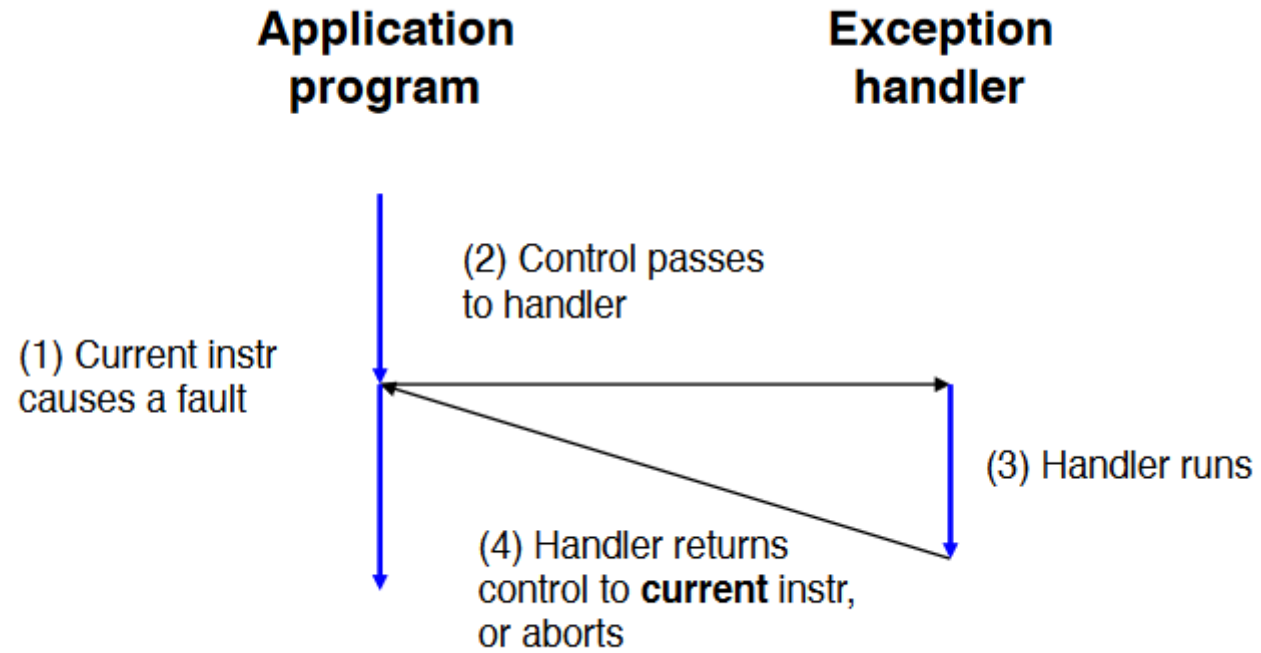 Application
program
Exception
handler
(2) Control passes
to handler
(1) Current instr
causes a fault
(3) Handler runs
(4) Handler returns
control to current instr,
or aborts